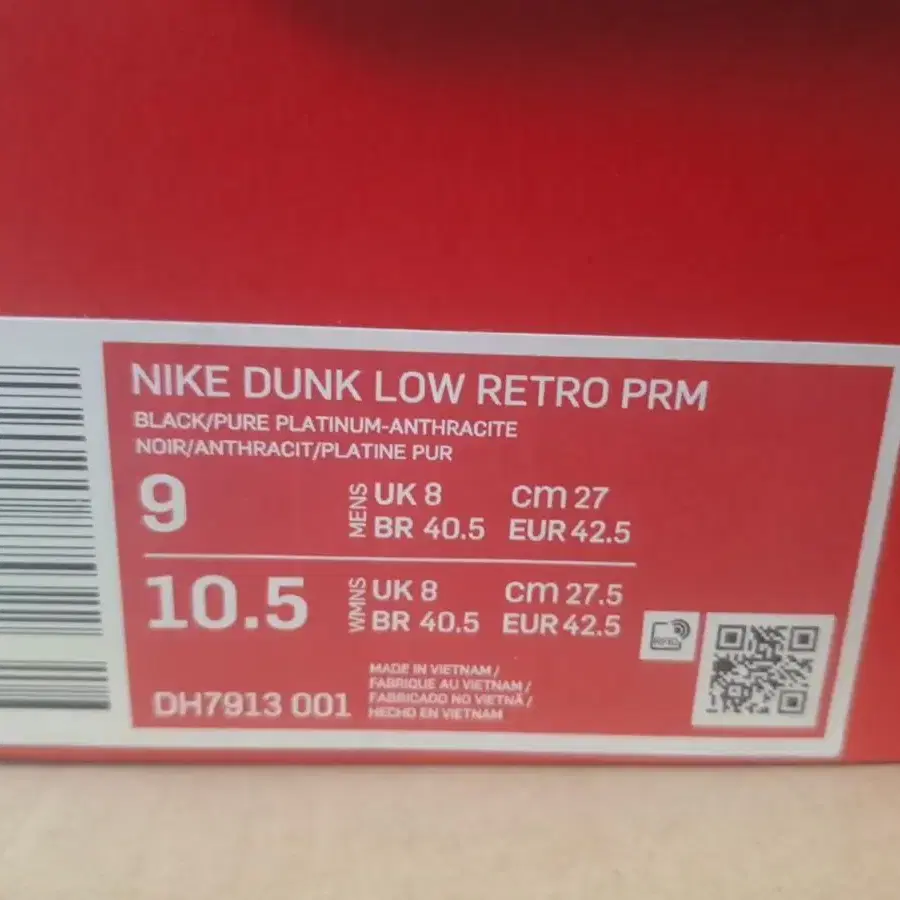 NIKE DUNK LOW RETRO PRM
BLACK/PURE PLATINUM-ANTHRACITE
NOIR/ANTHRACIT/PLATINE PUR
9 MENS UK 8 cm 27
BR 40.5 EUR 42.5
10.5 WMNS UK 8 cm 27.5
BR 40.5 EUR 42.5
RFID
MADE IN VIETNAM /
FABRIQUE AU VIETNAM /
FABRICADO NO VIETNÃ /
HECHO EN VIETNAM
DH7913 001